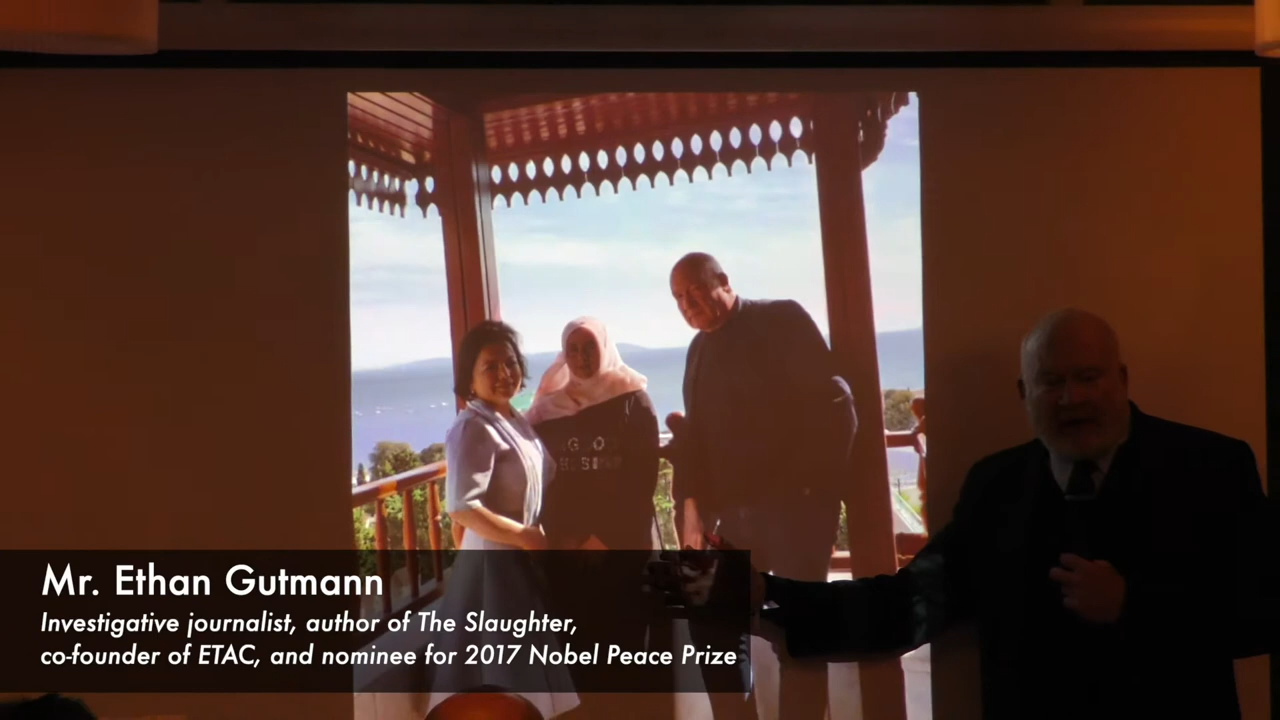 Mr. Ethan Gutmann
Investigative journalist, author of The Slaughter,
co-founder of ETAC, and nominee for 2017 Nobel Peace Prize